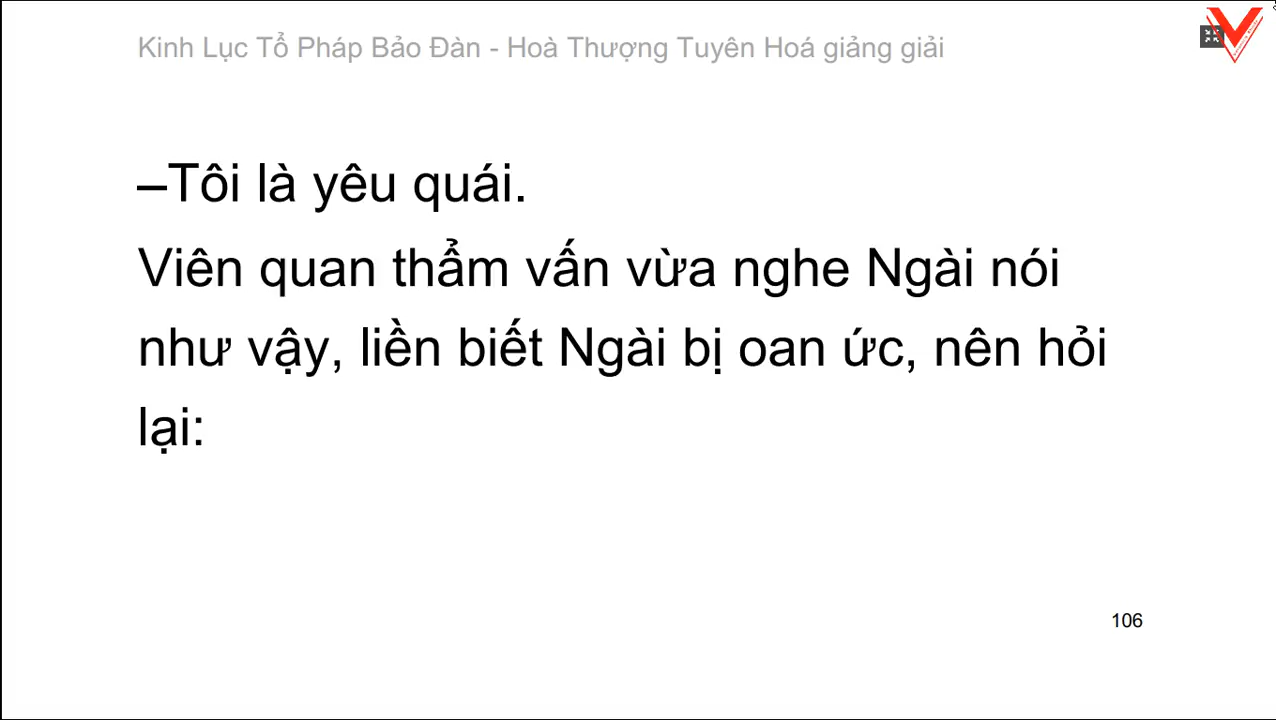 Kinh Lục Tổ Pháp Bảo Đàn - Hoà Thượng Tuyên Hoá giảng giải
–Tôi là yêu quái.
Viên quan thẩm vấn vừa nghe Ngài nói
như vậy, liền biết Ngài bị oan ức, nên hỏi
lại:
106